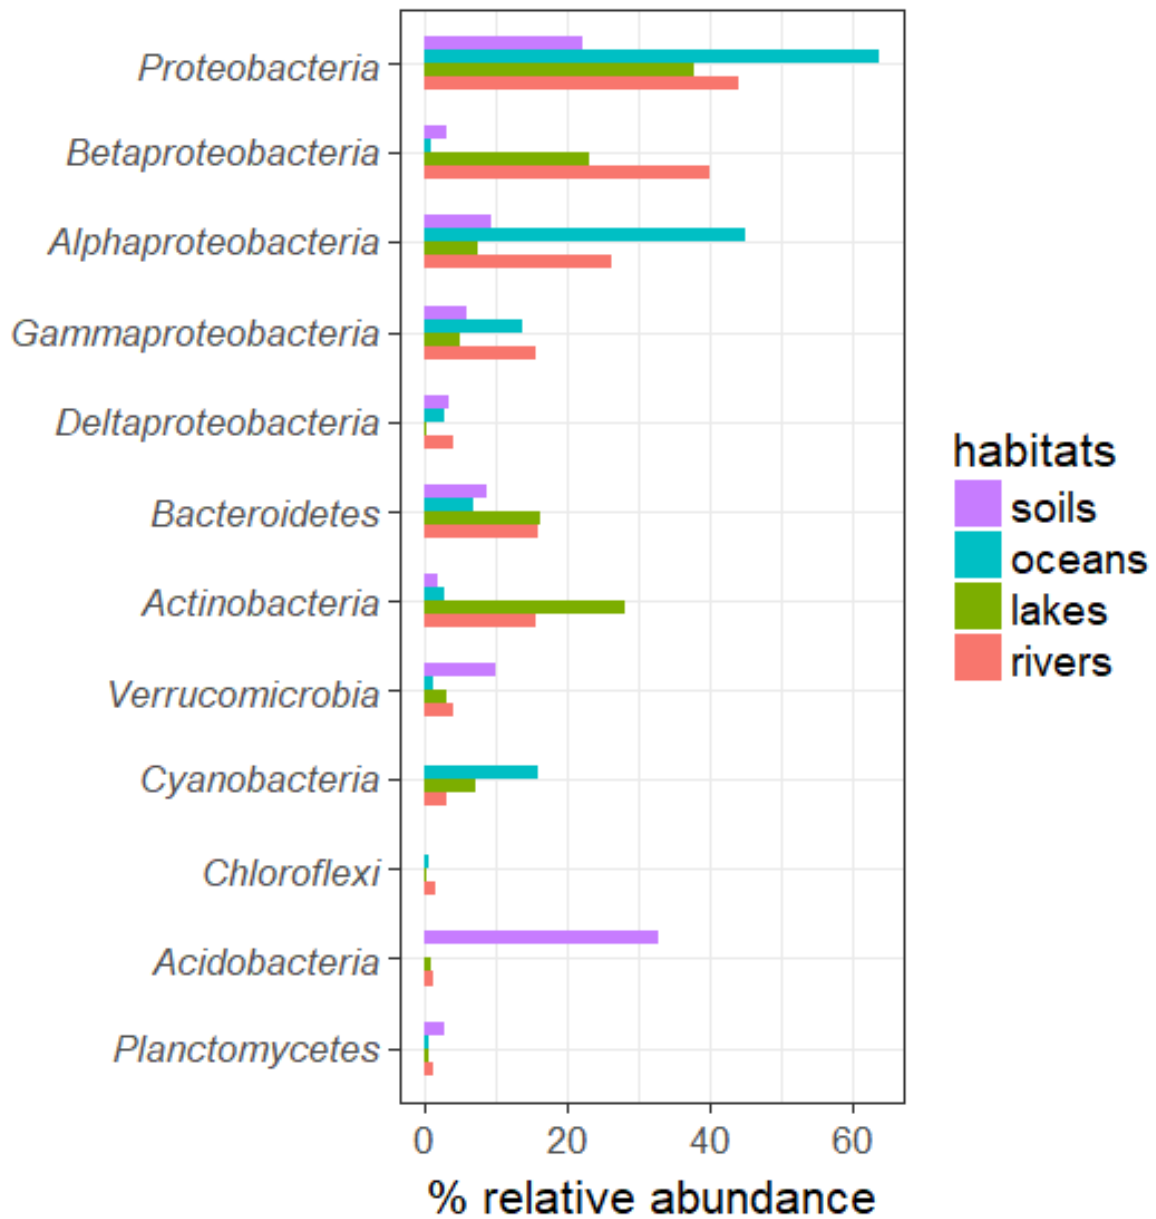 Proteobacteria
Betaproteobacteria
Alphaproteobacteria
Gammaproteobacteria
Deltaproteobacteria
Bacteroidetes
Actinobacteria
Verrucomicrobia
Cyanobacteria
Chloroflexi
Acidobacteria
Planctomycetes
0 20 40 60
% relative abundance
habitats
soils
oceans
lakes
rivers